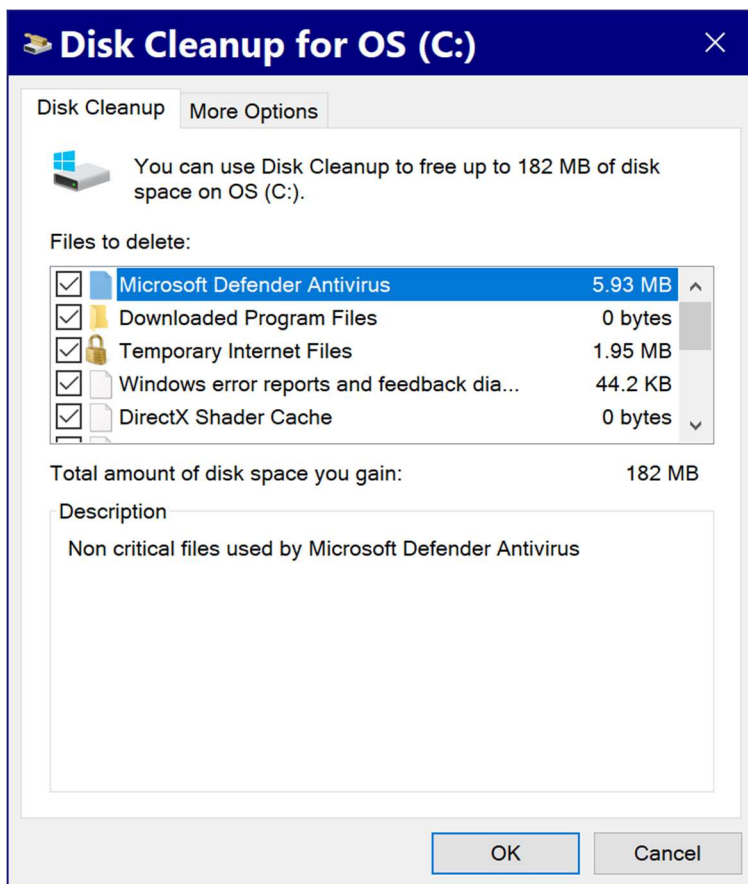 Disk Cleanup for OS (C:)
Disk Cleanup
More Options
You can use Disk Cleanup to free up to 182 MB of disk
space on OS (C:).
Files to delete:
Microsoft Defender Antivirus 5.93 MB
Downloaded Program Files 0 bytes
Temporary Internet Files 1.95 MB
Windows error reports and feedback dia... 44.2 KB
DirectX Shader Cache 0 bytes
Total amount of disk space you gain: 182 MB
Description
Non critical files used by Microsoft Defender Antivirus
OK
Cancel